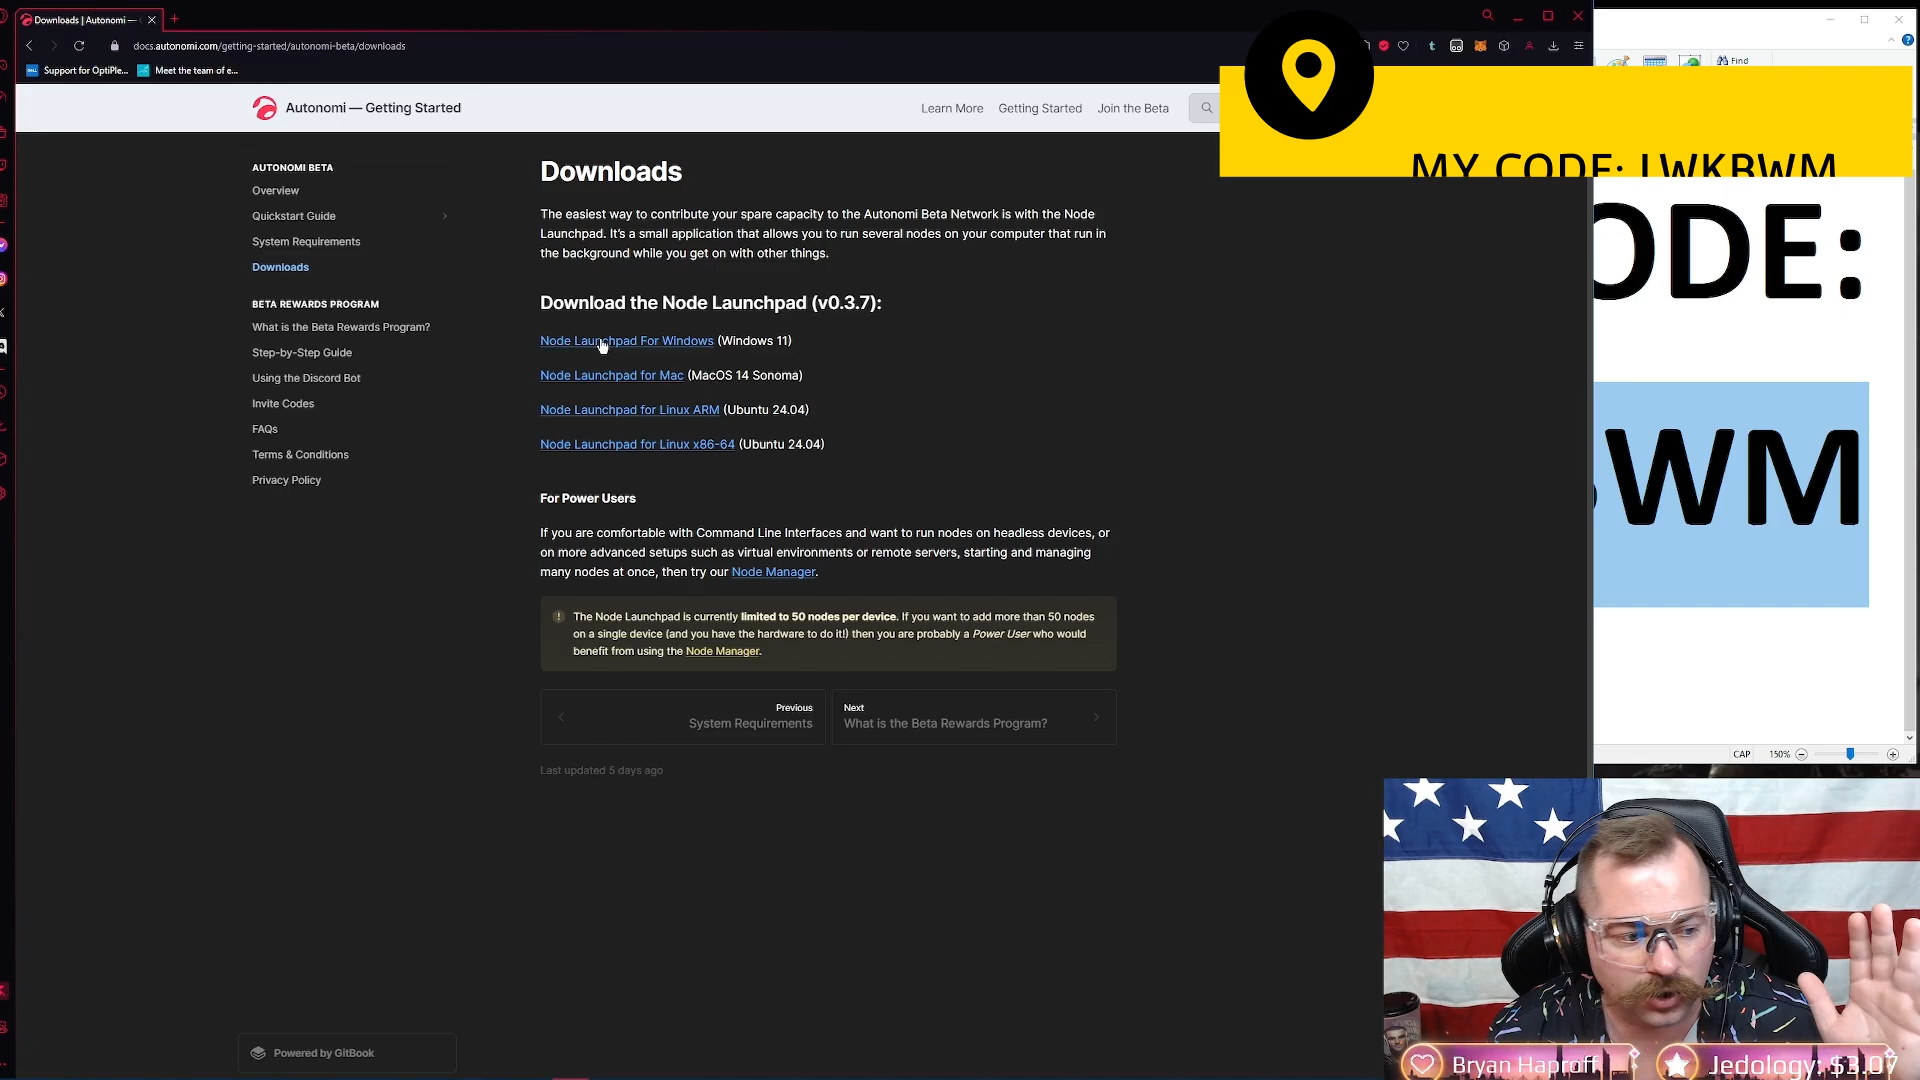 Downloads | Autonomi —
docs.autonomi.com/getting-started/autonomi-beta/downloads
Support for OptiPle...
Meet the team of e...
Find
Autonomi — Getting Started
Learn More
Getting Started
Join the Beta
MY CODE: LWKBWM
ODE:
WM
AUTONOMI BETA
Overview
Quickstart Guide
System Requirements
Downloads
BETA REWARDS PROGRAM
What is the Beta Rewards Program?
Step-by-Step Guide
Using the Discord Bot
Invite Codes
FAQs
Terms & Conditions
Privacy Policy
Powered by GitBook
Downloads
The easiest way to contribute your spare capacity to the Autonomi Beta Network is with the Node
Launchpad. It's a small application that allows you to run several nodes on your computer that run in
the background while you get on with other things.
Download the Node Launchpad (v0.3.7):
Node Launchpad For Windows (Windows 11)
Node Launchpad for Mac (MacOS 14 Sonoma)
Node Launchpad for Linux ARM (Ubuntu 24.04)
Node Launchpad for Linux x86-64 (Ubuntu 24.04)
For Power Users
If you are comfortable with Command Line Interfaces and want to run nodes on headless devices, or
on more advanced setups such as virtual environments or remote servers, starting and managing
many nodes at once, then try our Node Manager.
The Node Launchpad is currently limited to 50 nodes per device. If you want to add more than 50 nodes
on a single device (and you have the hardware to do it!) then you are probably a Power User who would
benefit from using the Node Manager.
Previous
System Requirements
Next
What is the Beta Rewards Program?
Last updated 5 days ago
CAP
150%
Bryan Haproff
Jedology: $3.07